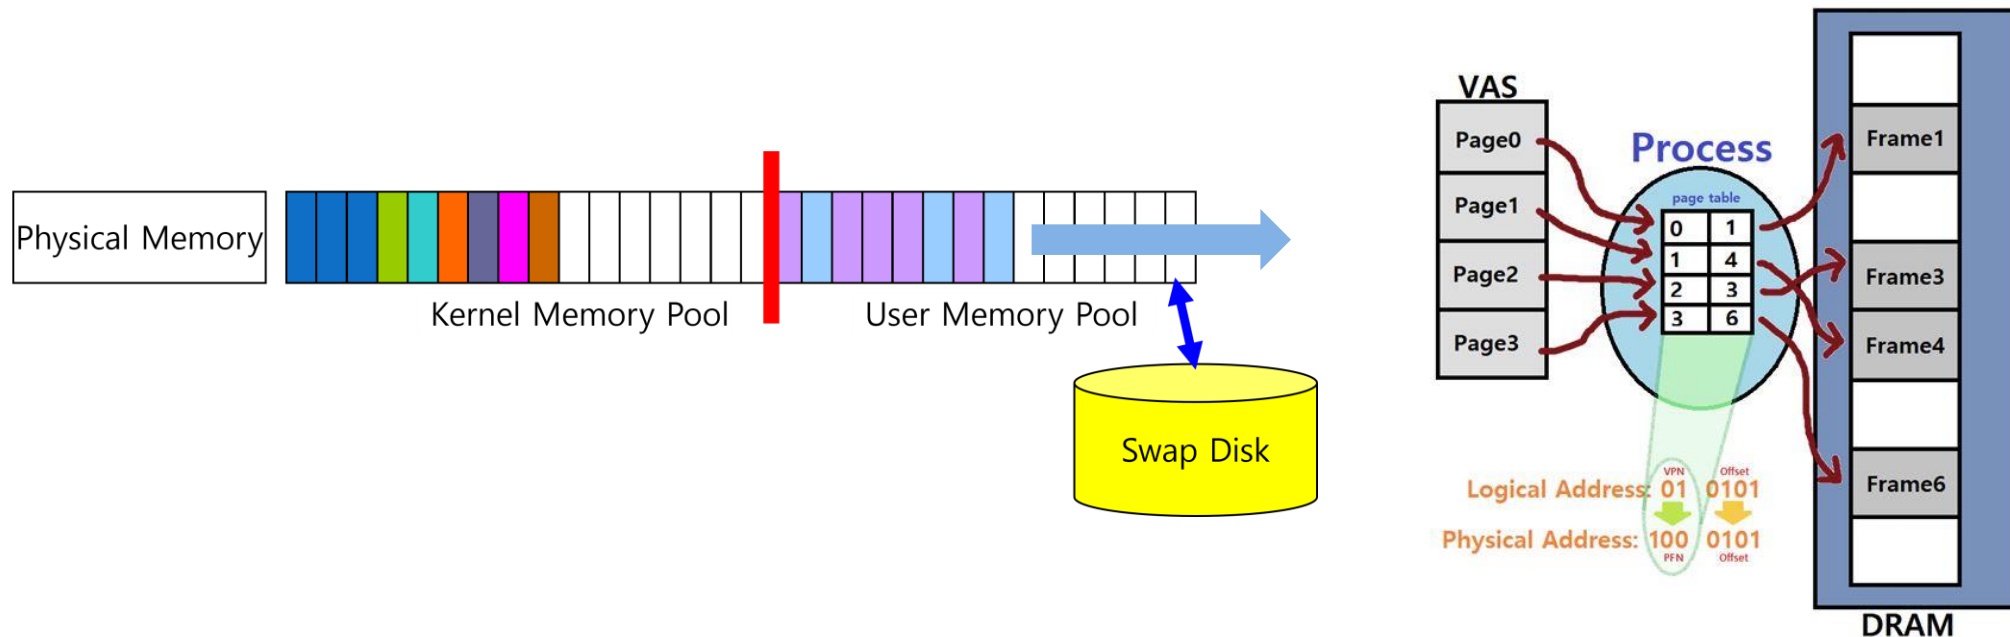 Physical Memory
Kernel Memory Pool
User Memory Pool
Swap Disk
VAS
Page0
Page1
Page2
Page3
Process
page table
0 1
1 4
2 3
3 6
VPN Offset
Logical Address: 01 0101
Physical Address: 100 0101
PFN Offset
Frame1
Frame3
Frame4
Frame6
DRAM